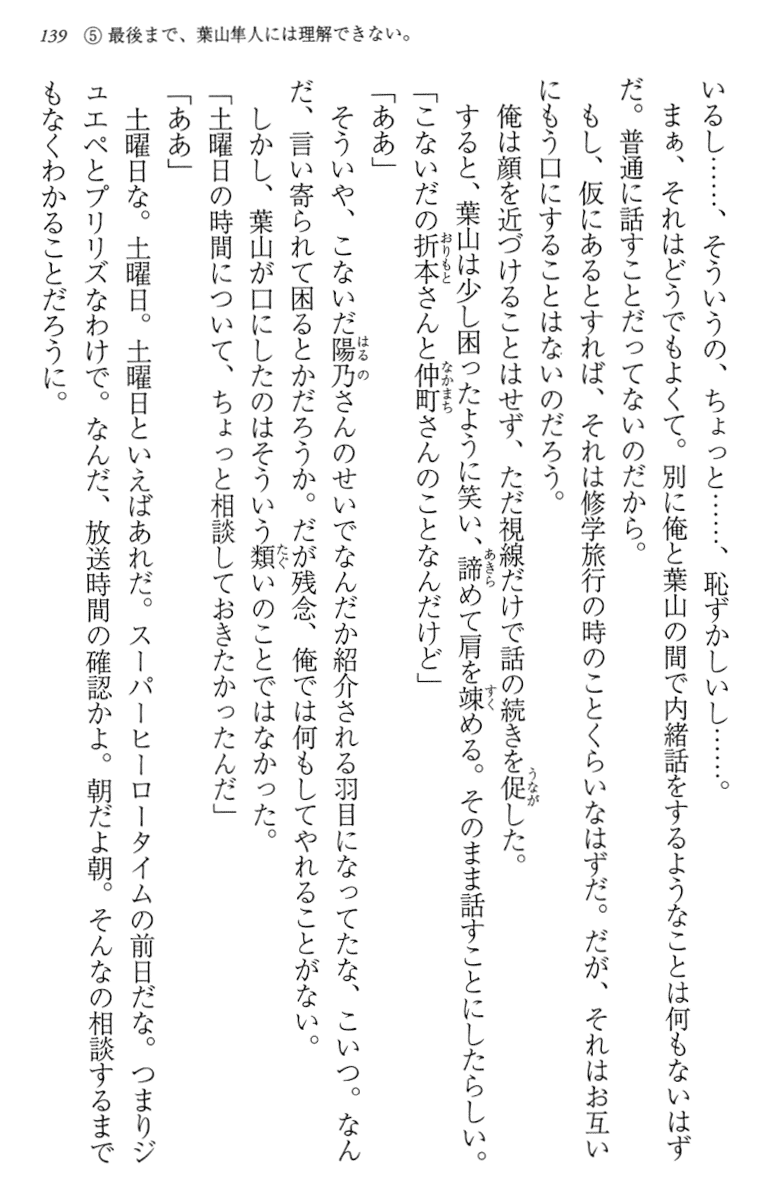 139 ⑤ 最後まで、葉山隼人には理解できない。
いるし……、そういうの、ちょっと……、恥ずかしいし……。
まぁ、それはどうでもよくて。別に俺と葉山の間で内緒話をするようなことは何もないはず
だ。普通に話すことだってないのだから。
もし、仮にあるとすれば、それは修学旅行の時のことくらいなはずだ。だが、それはお互い
にもう口にすることはないのだろう。
俺は顔を近づけることはせず、ただ視線だけで話の続きを促うながした。
すると、葉山は少し困ったように笑い、諦あきらめて肩を竦すくめる。そのまま話すことにしたらしい。
「こないだの折本おりもとさんと仲町なかまちさんのことなんだけど」
「ああ」
そういや、こないだ陽乃はるのさんのせいでなんだか紹介される羽目になってたな、こいつ。なん
だ、言い寄られて困るとかだろうか。だが残念、俺では何もしてやれることがない。
しかし、葉山が口にしたのはそういう類たぐいのことではなかった。
「土曜日の時間について、ちょっと相談しておきたかったんだ」
「ああ」
土曜日な。土曜日。土曜日といえばあれだ。スーパーヒーロータイムの前日だな。つまりジ
ュエペとプリリズなわけで。なんだ、放送時間の確認かよ。朝だよ朝。そんなの相談するまで
もなくわかることだろうに。